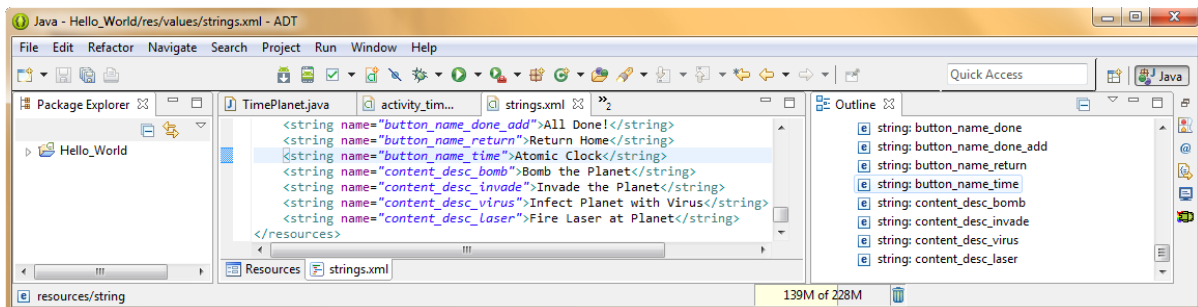 Java - Hello_World/res/values/strings.xml - ADT
File Edit Refactor Navigate Search Project Run Window Help
Quick Access
Java
Package Explorer
Hello_World
TimePlanet.java
activity_tim...
strings.xml
»2
<string name="button_name_done_add">All Done!</string>
<string name="button_name_return">Return Home</string>
<string name="button_name_time">Atomic Clock</string>
<string name="content_desc_bomb">Bomb the Planet</string>
<string name="content_desc_invade">Invade the Planet</string>
<string name="content_desc_virus">Infect Planet with Virus</string>
<string name="content_desc_laser">Fire Laser at Planet</string>
</resources>
Resources
strings.xml
Outline
string: button_name_done
string: button_name_done_add
string: button_name_return
string: button_name_time
string: content_desc_bomb
string: content_desc_invade
string: content_desc_virus
string: content_desc_laser
resources/string
139M of 228M